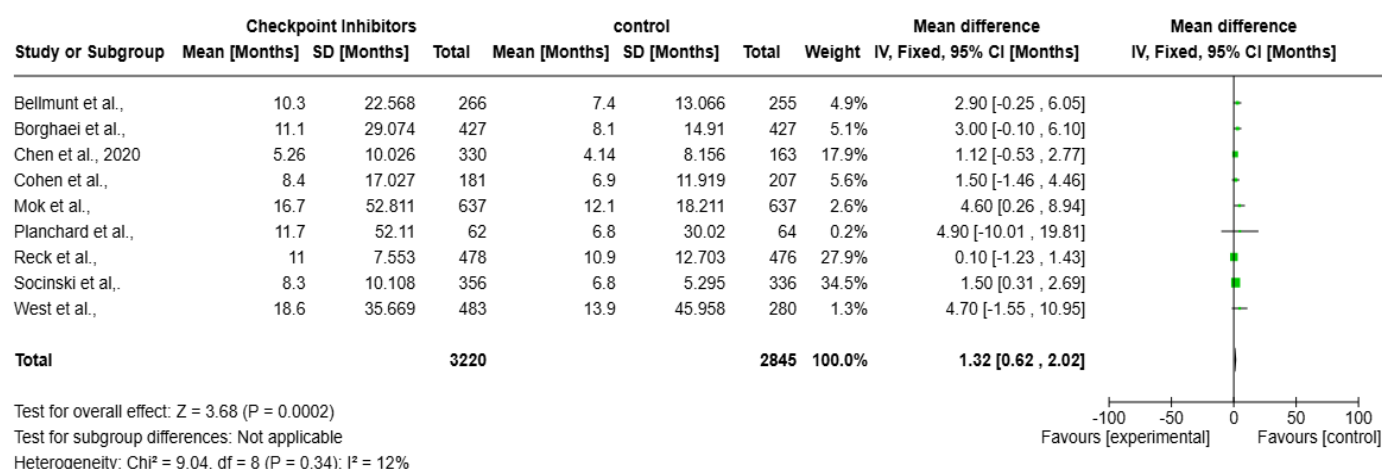 Checkpoint Inhibitors control Mean difference Mean difference
Study or Subgroup Mean [Months] SD [Months] Total Mean [Months] SD [Months] Total Weight IV, Fixed, 95% CI [Months] IV, Fixed, 95% CI [Months]
Bellmunt et al., 10.3 22.568 266 7.4 13.066 255 4.9% 2.90 [-0.25 , 6.05]
Borghaei et al., 11.1 29.074 427 8.1 14.91 427 5.1% 3.00 [-0.10 , 6.10]
Chen et al., 2020 5.26 10.026 330 4.14 8.156 163 17.9% 1.12 [-0.53 , 2.77]
Cohen et al., 8.4 17.027 181 6.9 11.919 207 5.6% 1.50 [-1.46 , 4.46]
Mok et al., 16.7 52.811 637 12.1 18.211 637 2.6% 4.60 [0.26 , 8.94]
Planchard et al., 11.7 52.11 62 6.8 30.02 64 0.2% 4.90 [-10.01 , 19.81]
Reck et al., 11 7.553 478 10.9 12.703 476 27.9% 0.10 [-1.23 , 1.43]
Socinski et al,. 8.3 10.108 356 6.8 5.295 336 34.5% 1.50 [0.31 , 2.69]
West et al., 18.6 35.669 483 13.9 45.958 280 1.3% 4.70 [-1.55 , 10.95]
Total 3220 2845 100.0% 1.32 [0.62 , 2.02]
Test for overall effect: Z = 3.68 (P = 0.0002)
Test for subgroup differences: Not applicable
Heterogeneity: Chi² = 9.04, df = 8 (P = 0.34); I² = 12%
-100 -50 0 50 100
Favours [experimental] Favours [control]